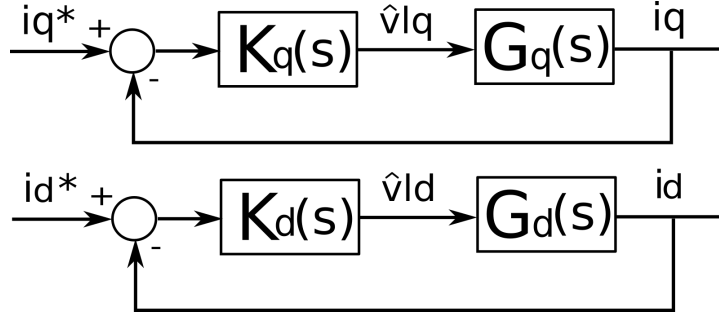 iq* + Kq(s) v̂lq Gq(s) iq
-
id* + Kd(s) v̂ld Gd(s) id
-